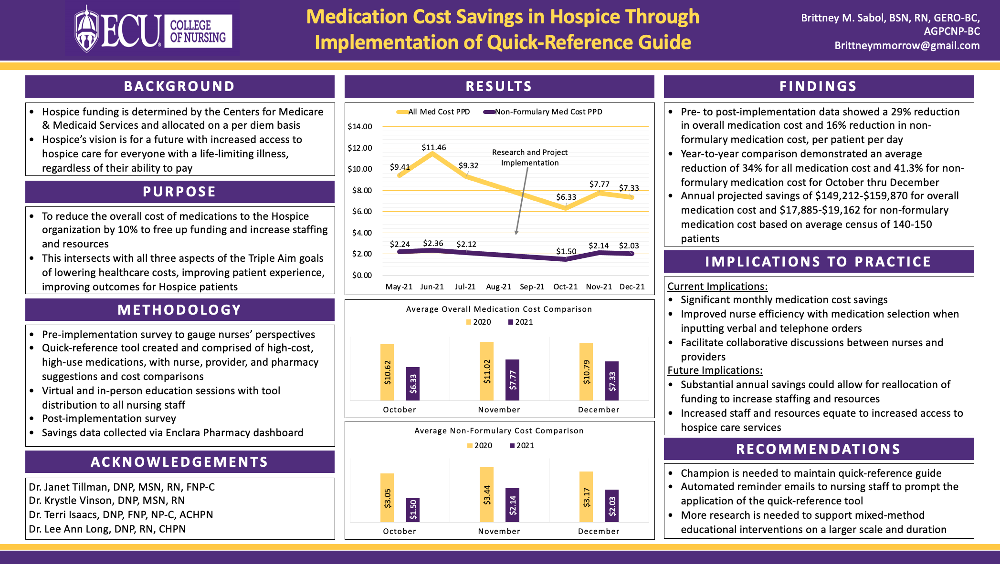 ECU®
COLLEGE
OF NURSING
Medication Cost Savings in Hospice Through
Implementation of Quick-Reference Guide
Brittney M. Sabol, BSN, RN, GERO-BC,
AGPCNP-BC
Brittneymmorrow@gmail.com
BACKGROUND
• Hospice funding is determined by the Centers for Medicare
& Medicaid Services and allocated on a per diem basis
• Hospice’s vision is for a future with increased access to
hospice care for everyone with a life-limiting illness,
regardless of their ability to pay
PURPOSE
• To reduce the overall cost of medications to the Hospice
organization by 10% to free up funding and increase staffing
and resources
• This intersects with all three aspects of the Triple Aim goals
of lowering healthcare costs, improving patient experience,
improving outcomes for Hospice patients
METHODOLOGY
• Pre-implementation survey to gauge nurses’ perspectives
• Quick-reference tool created and comprised of high-cost,
high-use medications, with nurse, provider, and pharmacy
suggestions and cost comparisons
• Virtual and in-person education sessions with tool
distribution to all nursing staff
• Post-implementation survey
• Savings data collected via Enclara Pharmacy dashboard
ACKNOWLEDGEMENTS
Dr. Janet Tillman, DNP, MSN, RN, FNP-C
Dr. Krystle Vinson, DNP, MSN, RN
Dr. Terri Isaacs, DNP, FNP, NP-C, ACHPN
Dr. Lee Ann Long, DNP, RN, CHPN
RESULTS
All Med Cost PPD Non-Formulary Med Cost PPD
$14.00
$12.00
$10.00
$8.00
$6.00
$4.00
$2.00
$0.00
$9.41 $11.46 $9.32 $6.33 $7.77 $7.33
Research and Project
Implementation
$2.24 $2.36 $2.12 $1.50 $2.14 $2.03
May-21 Jun-21 Jul-21 Aug-21 Sep-21 Oct-21 Nov-21 Dec-21
Average Overall Medication Cost Comparison
2020 2021
$10.62 $6.33 $11.02 $7.77 $10.79 $7.33
October November December
Average Non-Formulary Cost Comparison
2020 2021
$3.05 $1.50 $3.44 $2.14 $3.17 $2.03
October November December
FINDINGS
• Pre- to post-implementation data showed a 29% reduction
in overall medication cost and 16% reduction in non-
formulary medication cost, per patient per day
• Year-to-year comparison demonstrated an average
reduction of 34% for all medication cost and 41.3% for non-
formulary medication cost for October thru December
• Annual projected savings of $149,212-$159,870 for overall
medication cost and $17,885-$19,162 for non-formulary
medication cost based on average census of 140-150
patients
IMPLICATIONS TO PRACTICE
Current Implications:
• Significant monthly medication cost savings
• Improved nurse efficiency with medication selection when
inputting verbal and telephone orders
• Facilitate collaborative discussions between nurses and
providers
Future Implications:
• Substantial annual savings could allow for reallocation of
funding to increase staffing and resources
• Increased staff and resources equate to increased access to
hospice care services
RECOMMENDATIONS
• Champion is needed to maintain quick-reference guide
• Automated reminder emails to nursing staff to prompt the
application of the quick-reference tool
• More research is needed to support mixed-method
educational interventions on a larger scale and duration